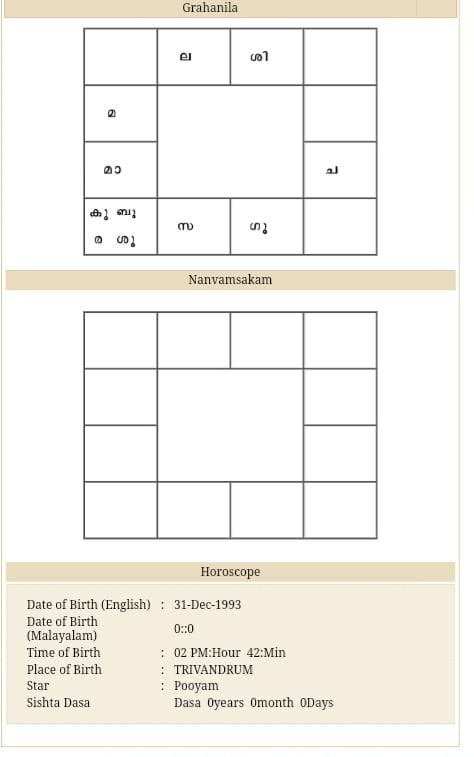 Grahanila
ല ശി
മ
മാ ച
കു ബു
ര ശു സ ഗു
Nanvamsakam
Horoscope
Date of Birth (English) : 31-Dec-1993
Date of Birth
(Malayalam) 0::0
Time of Birth : 02 PM:Hour 42:Min
Place of Birth : TRIVANDRUM
Star : Pooyam
Sishta Dasa Dasa 0years 0month 0Days